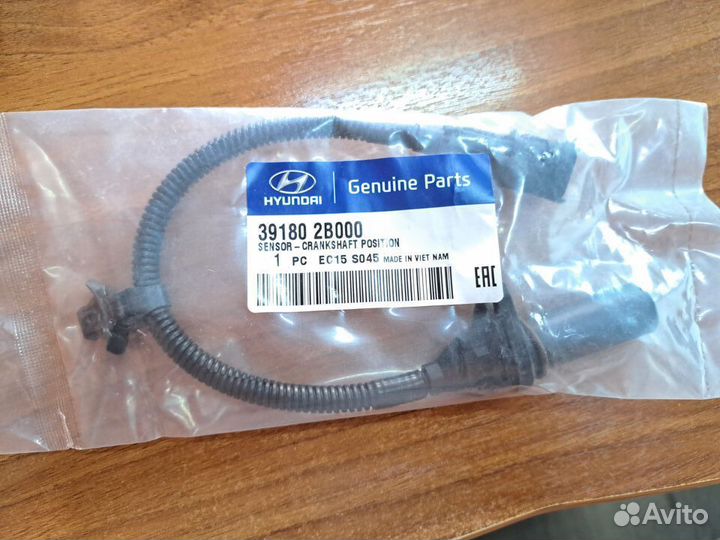 HYUNDAI
Genuine Parts
39180 2B000
SENSOR-CRANKSHAFT POSITION
1 PC EC15 S045 MADE IN VIET NAM
EAC
Avito